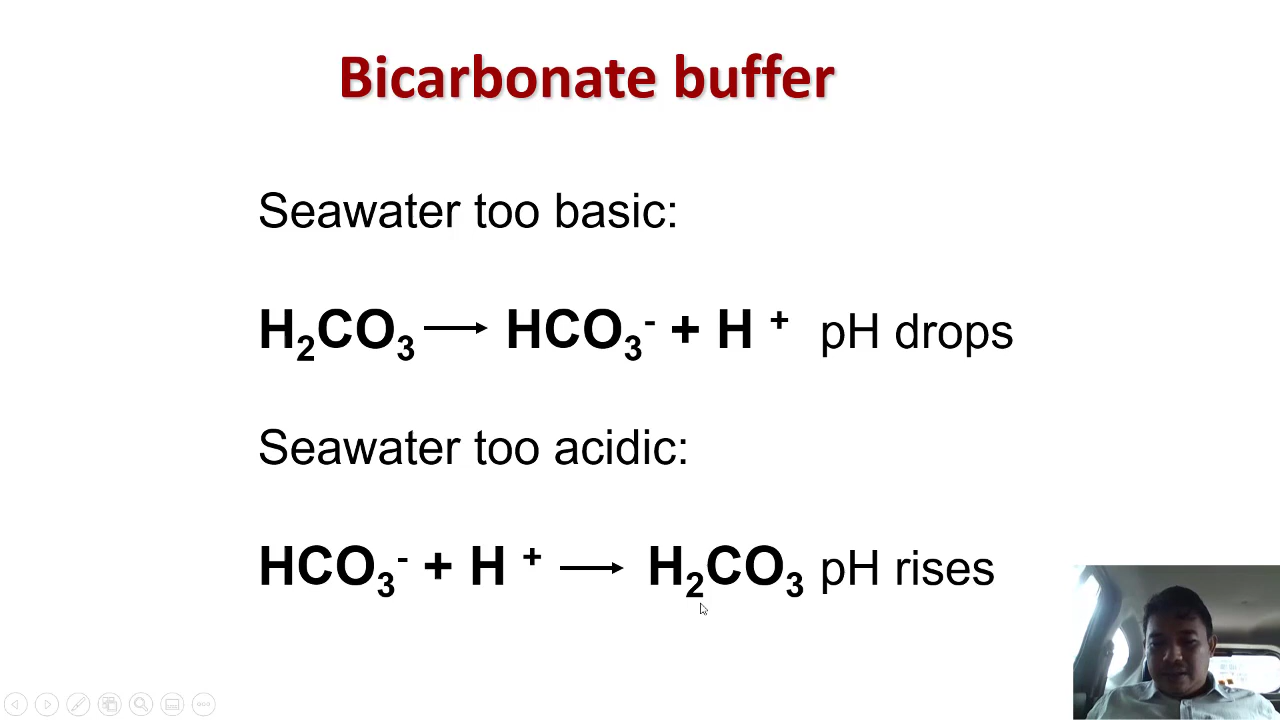 Bicarbonate buffer
Seawater too basic:
H₂CO₃ → HCO₃⁻ + H ⁺ pH drops
Seawater too acidic:
HCO₃⁻ + H ⁺ → H₂CO₃ pH rises